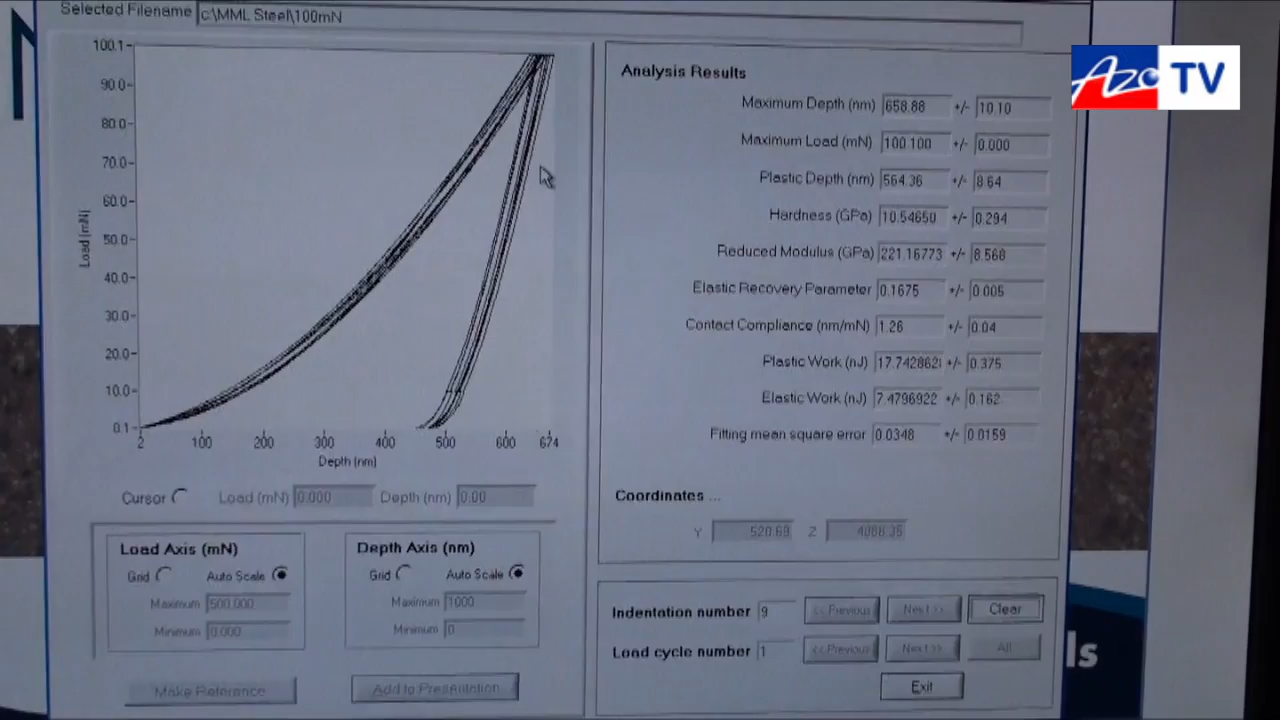 Selected Filename c:\MML Steel\100mN
AZO TV
Analysis Results
Maximum Depth (nm) 658.88 +/- 10.10
Maximum Load (mN) 100.100 +/- 0.000
Plastic Depth (nm) 564.36 +/- 8.64
Hardness (GPa) 10.54650 +/- 0.294
Reduced Modulus (GPa) 221.16773 +/- 8.568
Elastic Recovery Parameter 0.1675 +/- 0.005
Contact Compliance (nm/mN) 1.26 +/- 0.04
Plastic Work (nJ) 17.7428621 +/- 0.375
Elastic Work (nJ) 7.4796922 +/- 0.162
Fitting mean square error 0.0348 +/- 0.0159
Coordinates ...
Y 520.69 Z 4088.35
100.1
90.0
80.0
70.0
60.0
50.0
40.0
30.0
20.0
10.0
0.1
Load (mN)
2 100 200 300 400 500 600 674
Depth (nm)
Cursor Load (mN) 0.000 Depth (nm) 0.00
Load Axis (mN)
Grid Auto Scale
Maximum 500.000
Minimum 0.000
Depth Axis (nm)
Grid Auto Scale
Maximum 1000
Minimum 0
Make Reference Add to Presentation
Indentation number 9 << Previous Next >> Clear
Load cycle number 1 << Previous Next >> All
Exit
ls